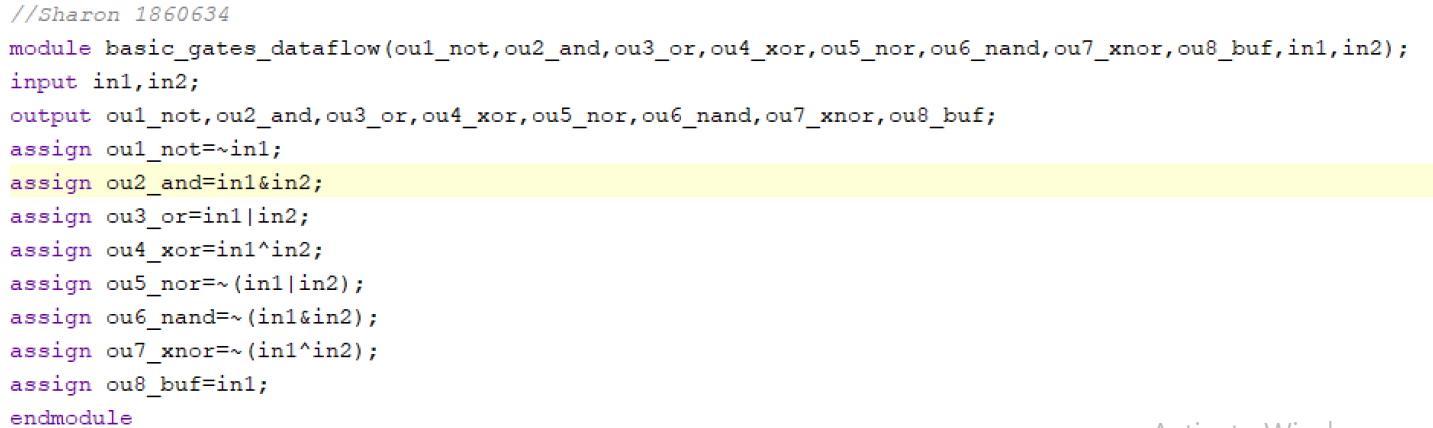 //Sharon 1860634
module basic_gates_dataflow(ou1_not,ou2_and,ou3_or,ou4_xor,ou5_nor,ou6_nand,ou7_xnor,ou8_buf,in1,in2);
input in1,in2;
output ou1_not,ou2_and,ou3_or,ou4_xor,ou5_nor,ou6_nand,ou7_xnor,ou8_buf;
assign ou1_not=~in1;
assign ou2_and=in1&in2;
assign ou3_or=in1|in2;
assign ou4_xor=in1^in2;
assign ou5_nor=~(in1|in2);
assign ou6_nand=~(in1&in2);
assign ou7_xnor=~(in1^in2);
assign ou8_buf=in1;
endmodule